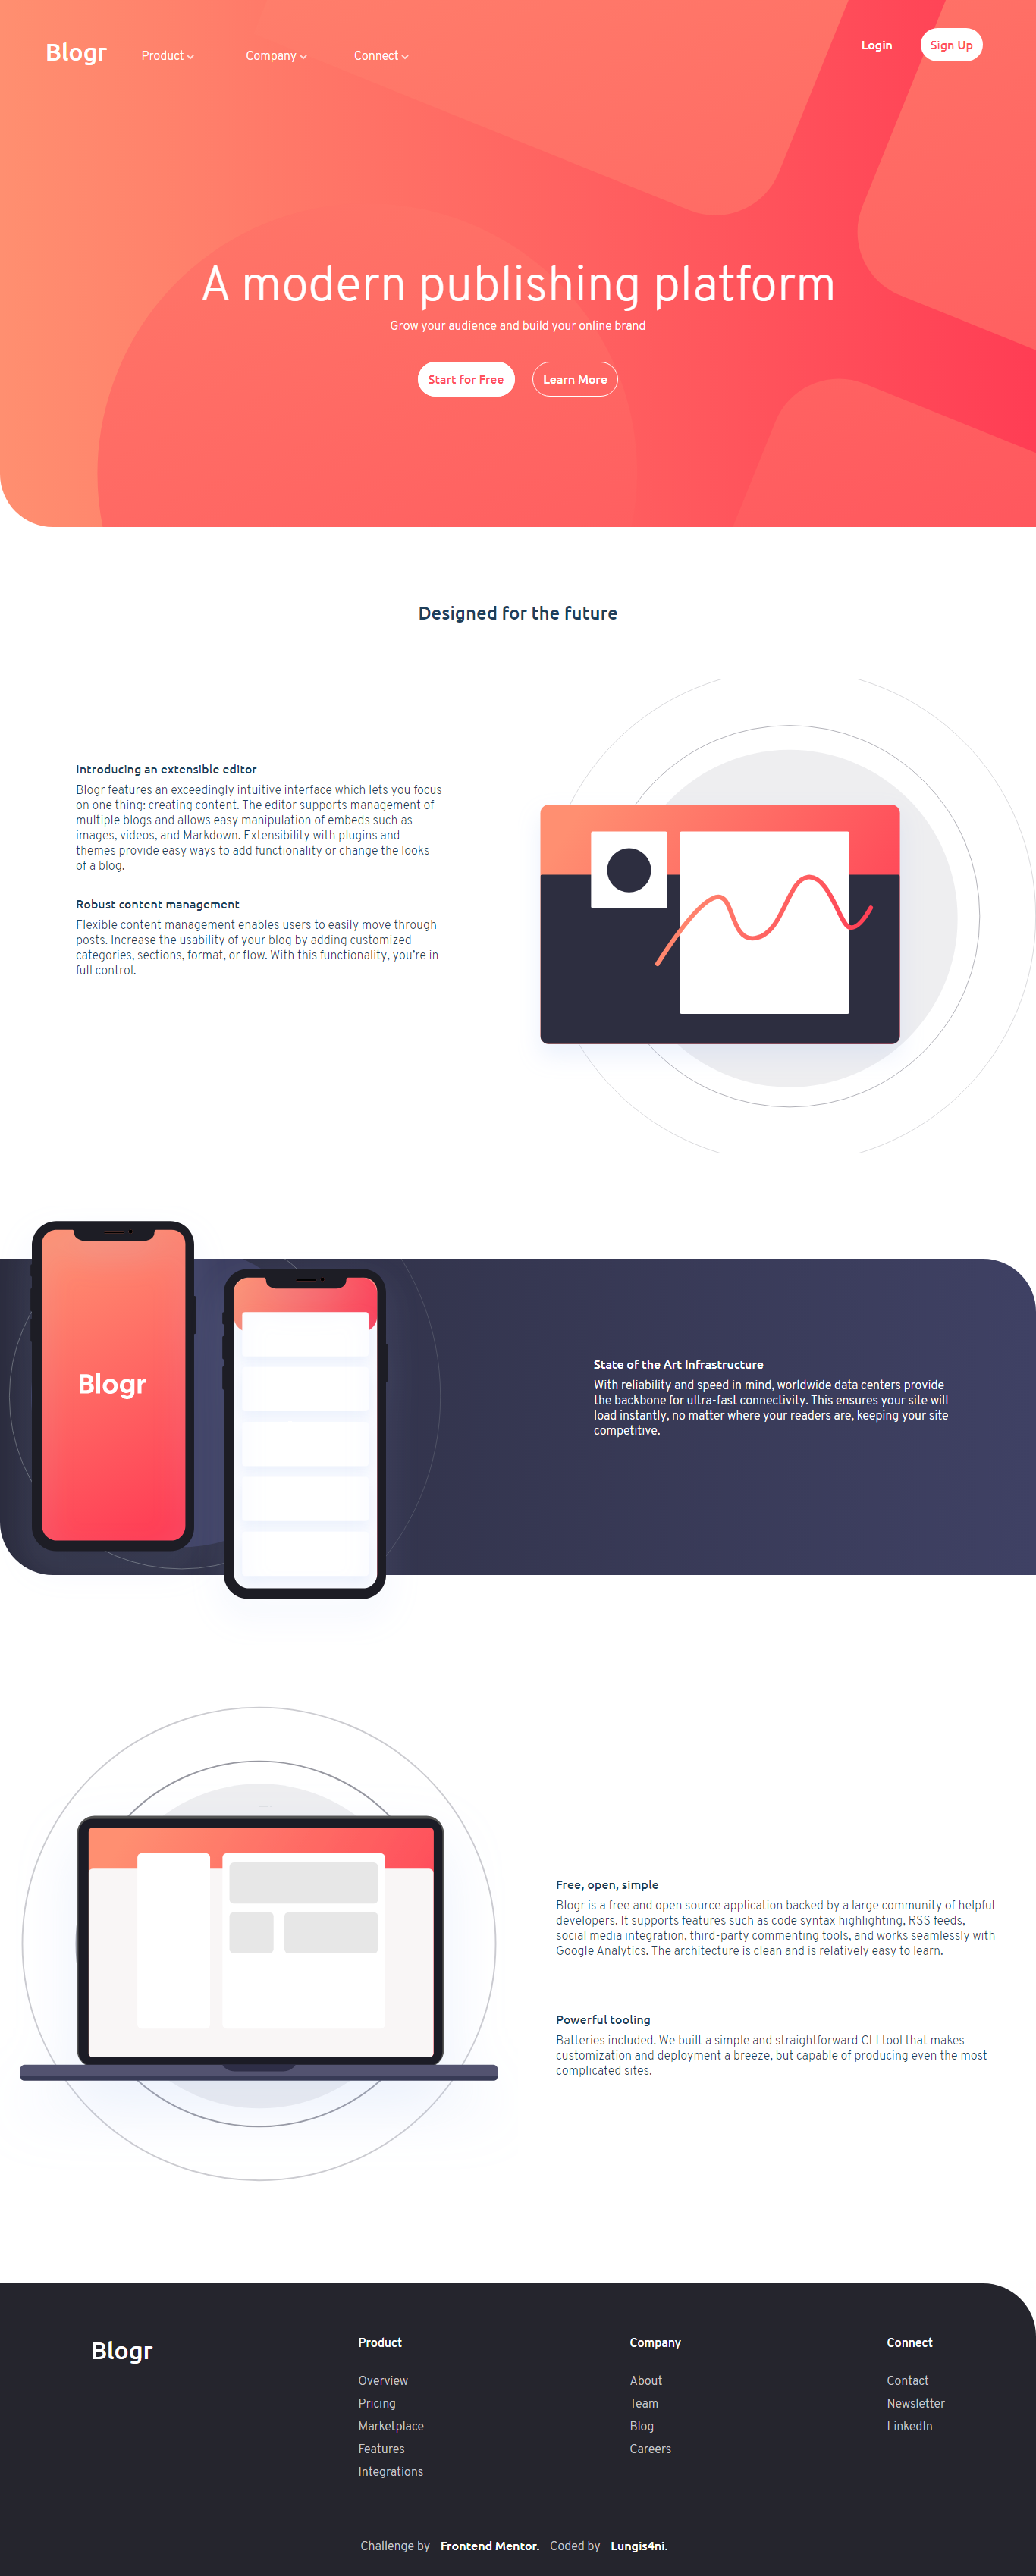 Blogr
Product
Company
Connect
Login
Sign Up
A modern publishing platform
Grow your audience and build your online brand
Start for Free
Learn More
Designed for the future
Introducing an extensible editor
Blogr features an exceedingly intuitive interface which lets you focus
on one thing: creating content. The editor supports management of
multiple blogs and allows easy manipulation of embeds such as
images, videos, and Markdown. Extensibility with plugins and
themes provide easy ways to add functionality or change the looks
of a blog.
Robust content management
Flexible content management enables users to easily move through
posts. Increase the usability of your blog by adding customized
categories, sections, format, or flow. With this functionality, you're in
full control.
Blogr
State of the Art Infrastructure
With reliability and speed in mind, worldwide data centers provide
the backbone for ultra-fast connectivity. This ensures your site will
load instantly, no matter where your readers are, keeping your site
competitive.
Free, open, simple
Blogr is a free and open source application backed by a large community of helpful
developers. It supports features such as code syntax highlighting, RSS feeds,
social media integration, third-party commenting tools, and works seamlessly with
Google Analytics. The architecture is clean and is relatively easy to learn.
Powerful tooling
Batteries included. We built a simple and straightforward CLI tool that makes
customization and deployment a breeze, but capable of producing even the most
complicated sites.
Blogr
Product
Overview
Pricing
Marketplace
Features
Integrations
Company
About
Team
Blog
Careers
Connect
Contact
Newsletter
LinkedIn
Challenge by Frontend Mentor. Coded by Lungis4ni.